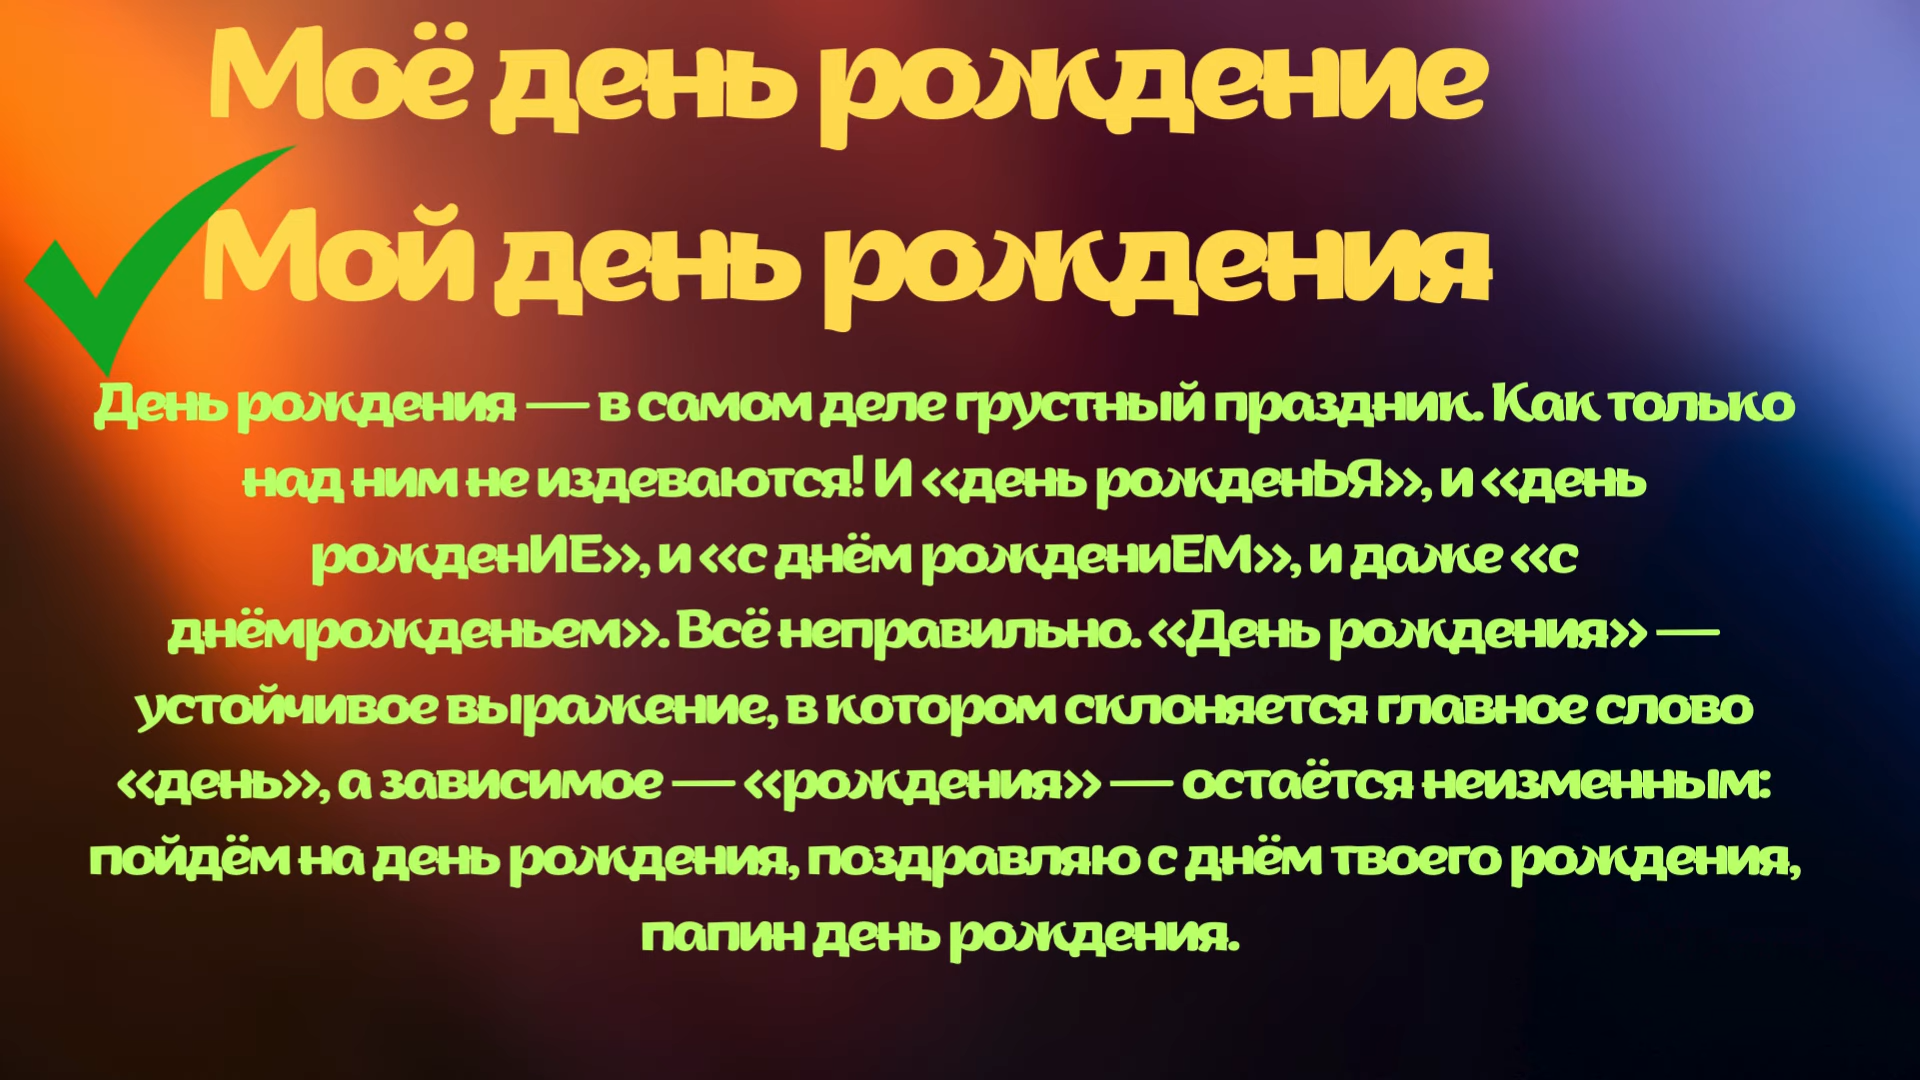 Моё день рождение
Мой день рождения
День рождения — в самом деле грустный праздник. Как только
над ним не издеваются! И «день рожденЬЯ», и «день
рожденИЕ», и «с днём рождениЕМ», и даже «с
днёмрожденьем». Всё неправильно. «День рождения» —
устойчивое выражение, в котором склоняется главное слово
«день», а зависимое — «рождения» — остаётся неизменным:
пойдём на день рождения, поздравляю с днём твоего рождения,
папин день рождения.